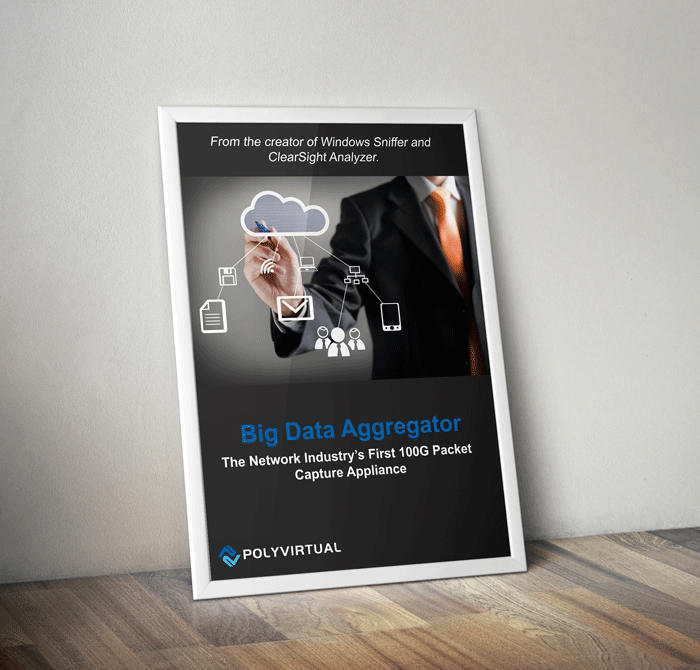 From the creator of Windows Sniffer and
ClearSight Analyzer.
Big Data Aggregator
The Network Industry's First 100G Packet
Capture Appliance
POLYVIRTUAL